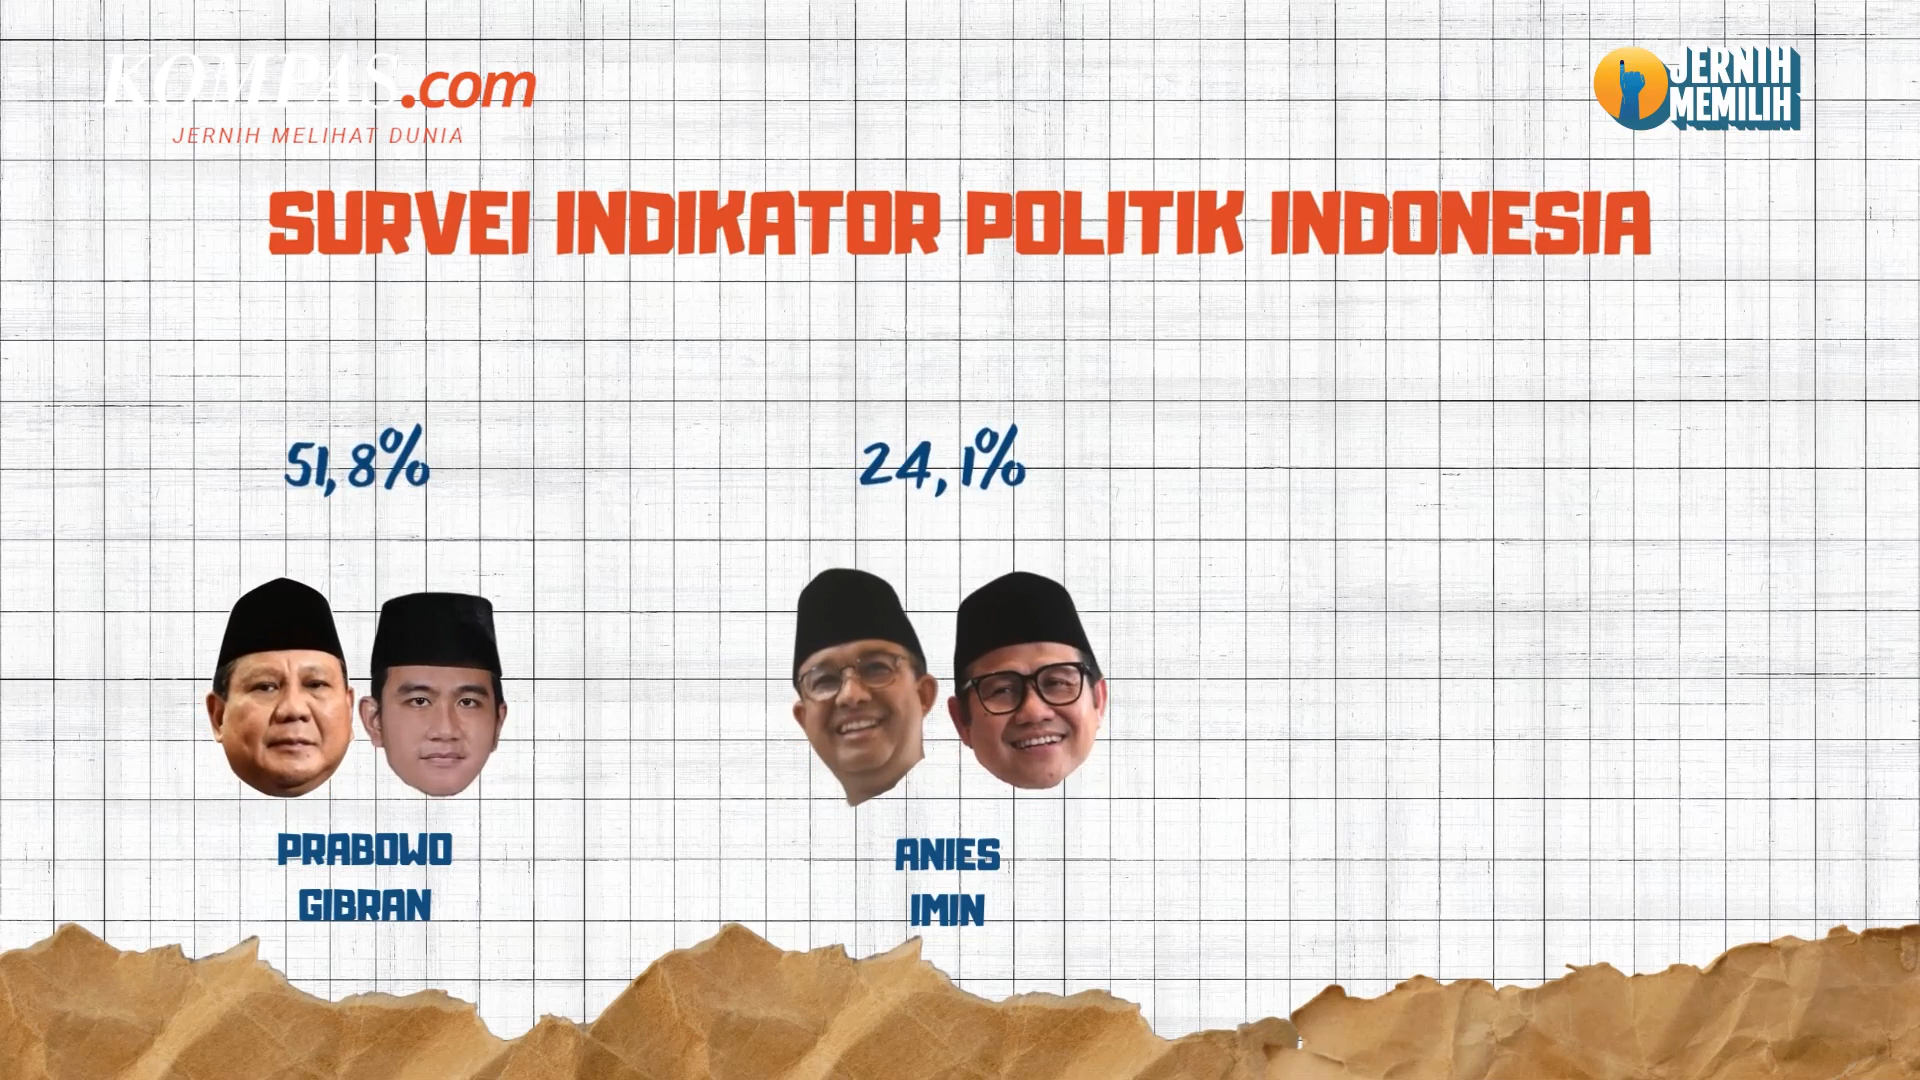 KOMPAS.com
JERNIH MELIHAT DUNIA
JERNIH
MEMILIH
SURVEI INDIKATOR POLITIK INDONESIA
51,8%
24,1%
PRABOWO
GIBRAN
ANIES
IMIN